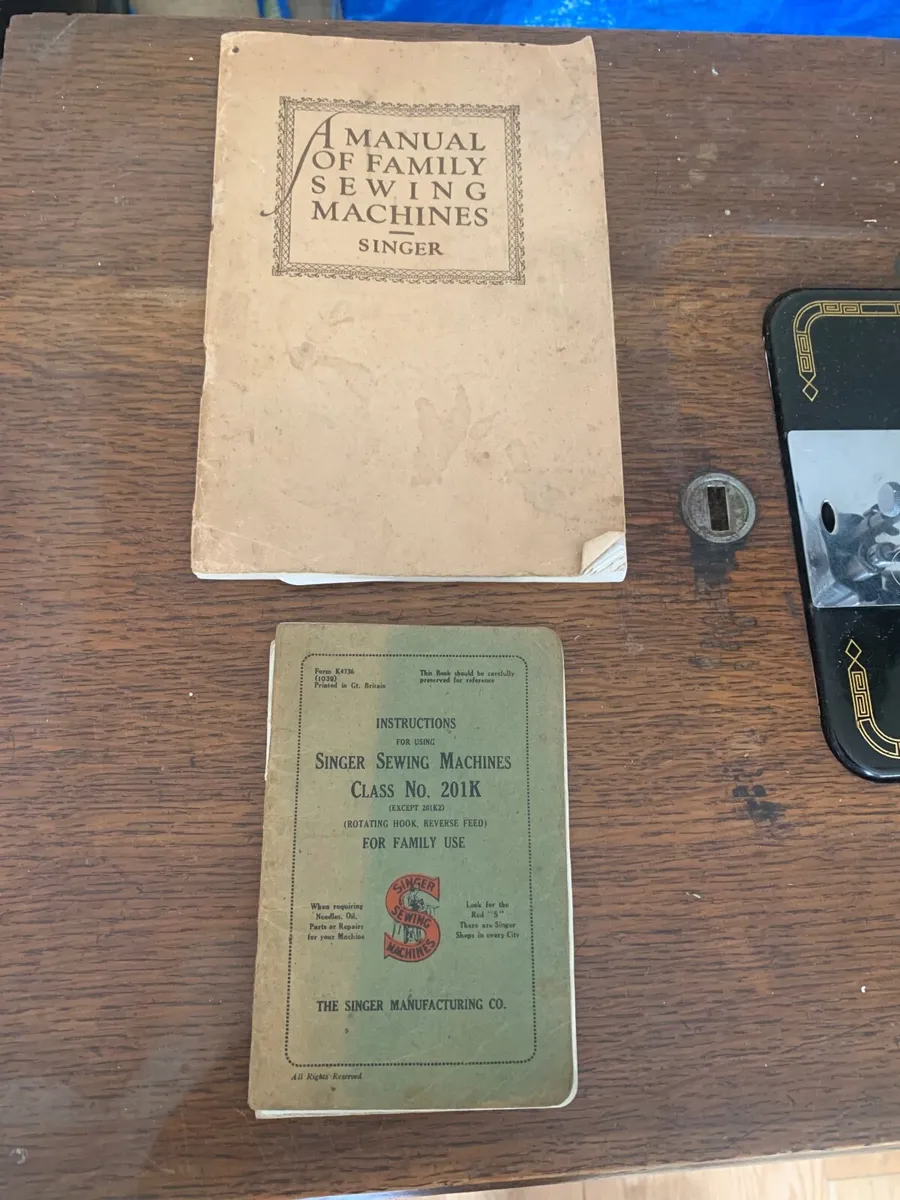 A MANUAL
OF FAMILY
SEWING
MACHINES
SINGER
Form K4736
(1039)
Printed in Gt. Britain
This Book should be carefully
preserved for reference
INSTRUCTIONS
FOR USING
SINGER SEWING MACHINES
CLASS NO. 201K
(EXCEPT 201K2)
(ROTATING HOOK, REVERSE FEED)
FOR FAMILY USE
When requiring
Needles, Oil,
Parts or Repairs
for your Machine
SINGER
SEWING
MACHINES
Look for the
Red "S"
There are Singer
Shops in every City
THE SINGER MANUFACTURING CO.
All Rights Reserved